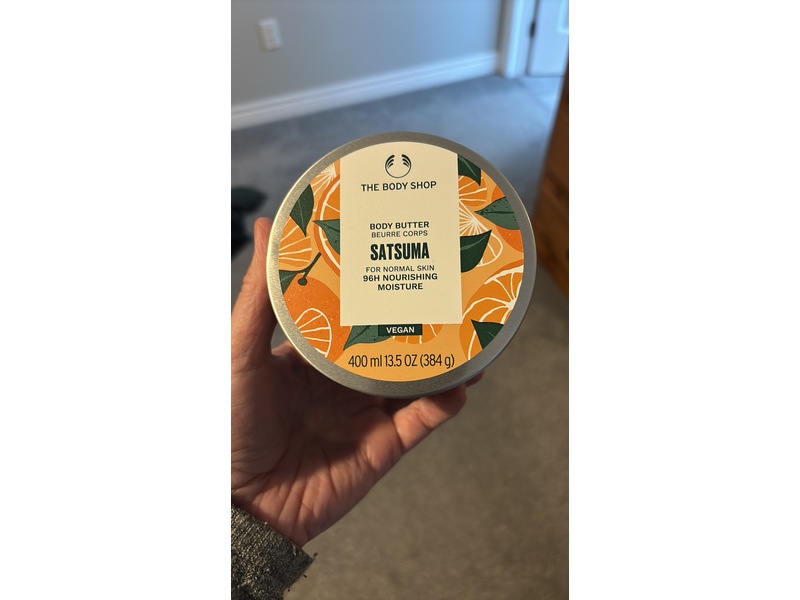 THE BODY SHOP
BODY BUTTER
BEURRE CORPS
SATSUMA
FOR NORMAL SKIN
96H NOURISHING
MOISTURE
VEGAN
400 ml 13.5 OZ (384 g)